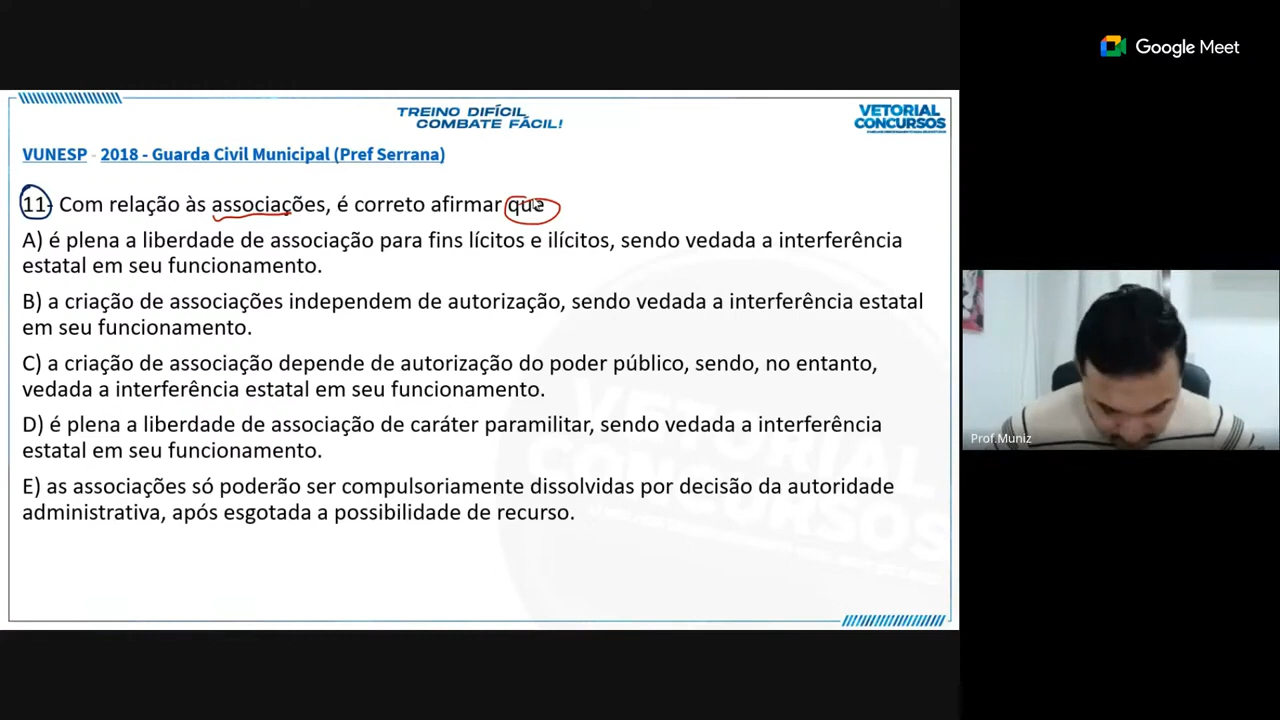 Google Meet
TREINO DIFÍCIL
COMBATE FÁCIL!
VETORIAL
CONCURSOS
VUNESP - 2018 - Guarda Civil Municipal (Pref Serrana)
11- Com relação às associações, é correto afirmar que
A) é plena a liberdade de associação para fins lícitos e ilícitos, sendo vedada a interferência
estatal em seu funcionamento.
B) a criação de associações independem de autorização, sendo vedada a interferência estatal
em seu funcionamento.
C) a criação de associação depende de autorização do poder público, sendo, no entanto,
vedada a interferência estatal em seu funcionamento.
D) é plena a liberdade de associação de caráter paramilitar, sendo vedada a interferência
estatal em seu funcionamento.
E) as associações só poderão ser compulsoriamente dissolvidas por decisão da autoridade
administrativa, após esgotada a possibilidade de recurso.
VETORIAL
CONCURSOS
Prof.Muniz